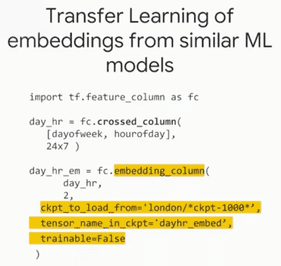 Transfer Learning of
embeddings from similar ML
models
import tf.feature_column as fc
day_hr = fc.crossed_column(
[dayofweek, hourofday],
24x7 )
day_hr_em = fc.embedding_column(
day_hr,
2,
ckpt_to_load_from='london/*ckpt-1000*’,
tensor_name_in_ckpt='dayhr_embed’,
trainable=False
)